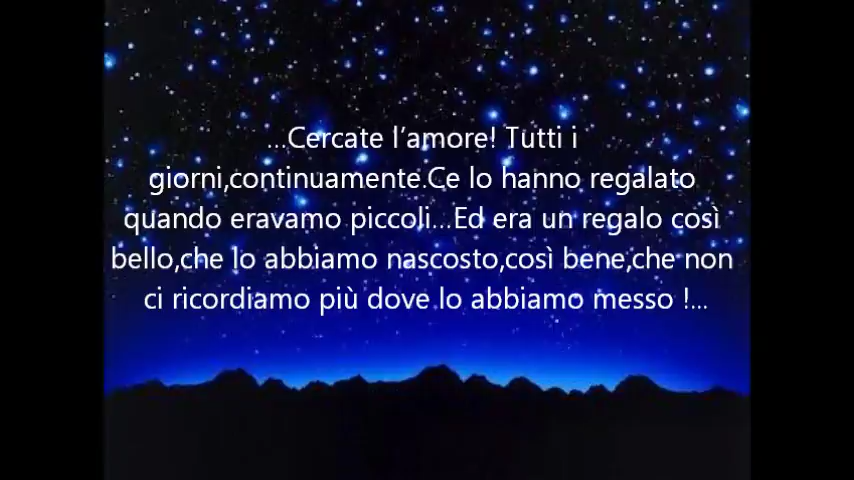 ...Cercate l'amore! Tutti i
giorni,continuamente.Ce lo hanno regalato
quando eravamo piccoli...Ed era un regalo così
bello,che lo abbiamo nascosto,così bene,che non
ci ricordiamo più dove lo abbiamo messo !...